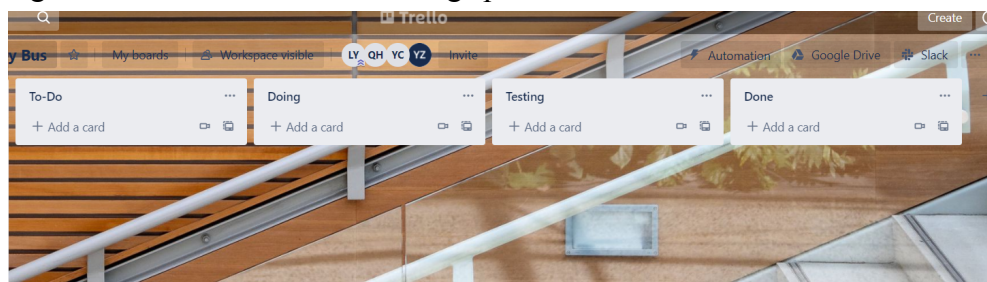 Trello
Create
y Bus My boards Workspace visible LY QH YC YZ Invite Automation Google Drive Slack ...
To-Do ... Doing ... Testing ... Done ...
+ Add a card + Add a card + Add a card + Add a card